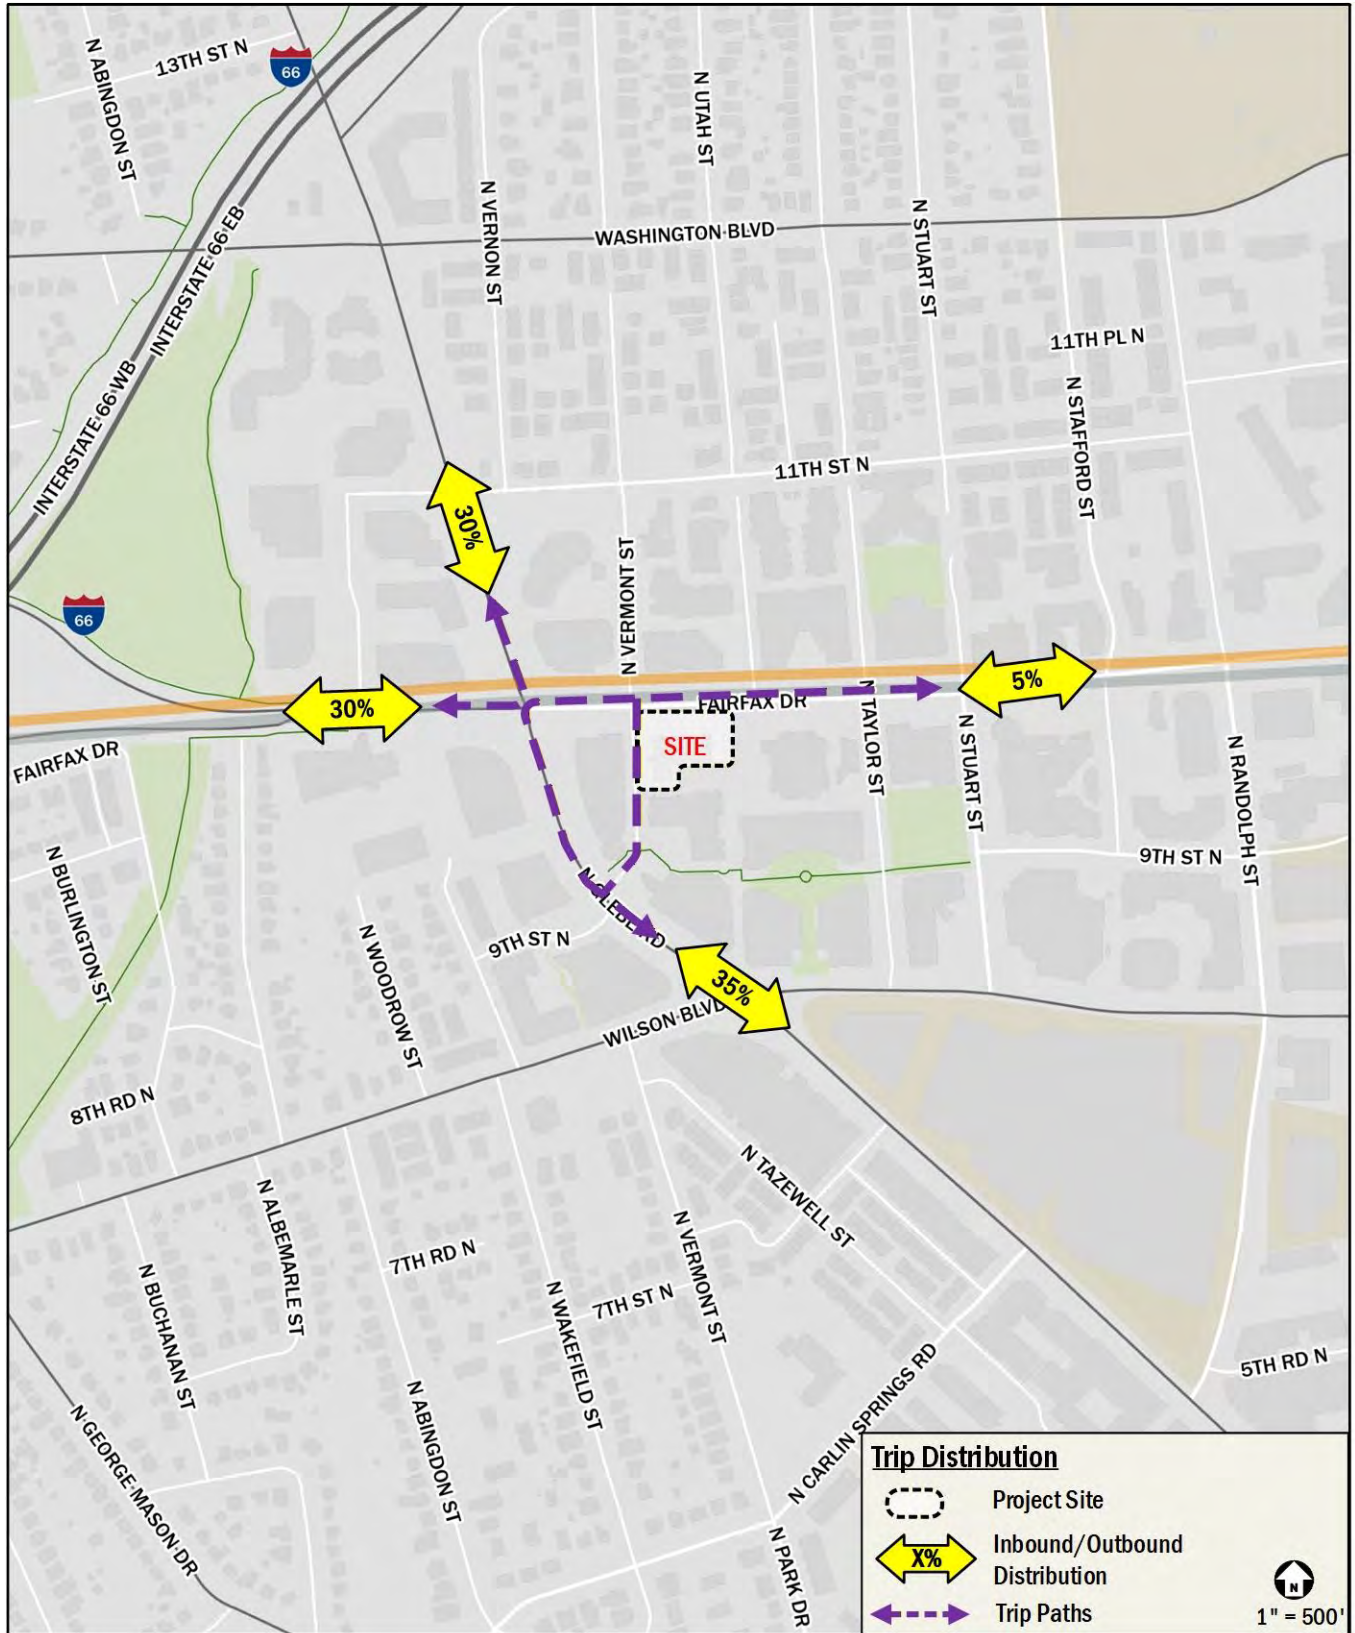 13TH ST N
66
N ABINGDON ST
N UTAH ST
N VERNON ST
N STUART ST
WASHINGTON BLVD
INTERSTATE 66 EB
INTERSTATE 66 WB
11TH PL N
N STAFFORD ST
11TH ST N
30%
N VERMONT ST
66
5%
30%
FAIRFAX DR
SITE
N TAYLOR ST
N STUART ST
N RANDOLPH ST
FAIRFAX DR
9TH ST N
N BURLINGTON ST
N GLEBE RD
9TH ST N
N WOODROW ST
35%
WILSON BLVD
8TH RD N
N TAZEWELL ST
N ALBEMARLE ST
N VERMONT ST
7TH RD N
7TH ST N
N BUCHANAN ST
N WAKEFIELD ST
5TH RD N
N CARLIN SPRINGS RD
N ABINGDON ST
N GEORGE MASON DR
N PARK DR
Trip Distribution
Project Site
X%
Inbound/Outbound
Distribution
Trip Paths
N
1" = 500'